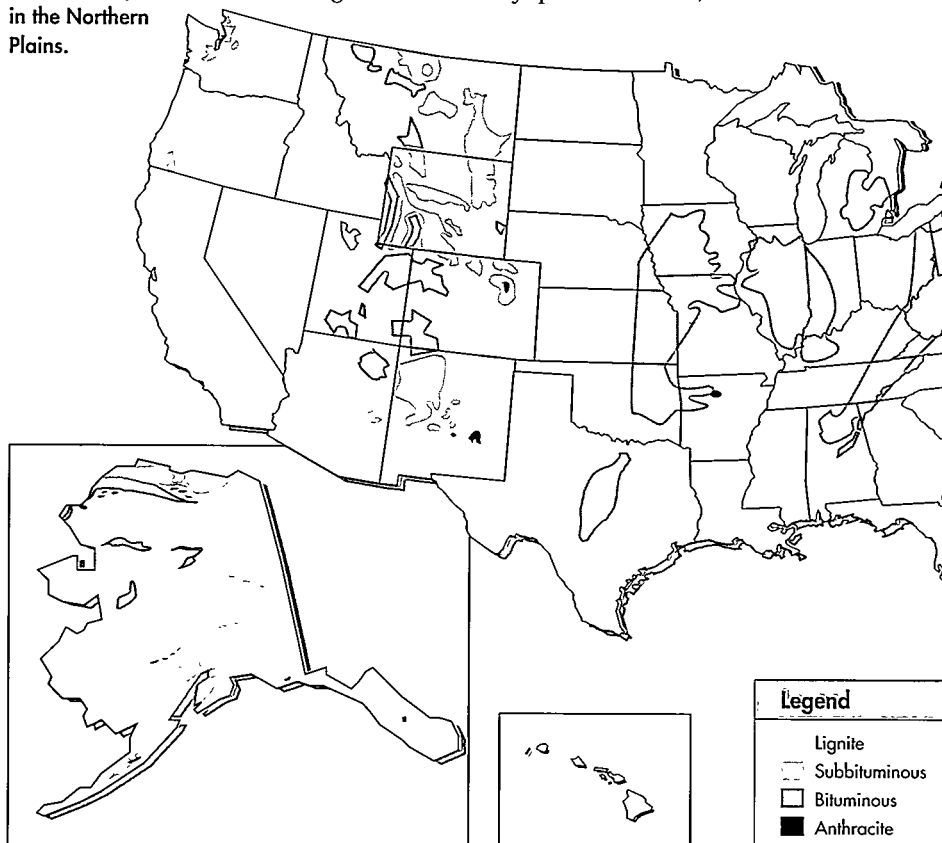 in the Northern
Plains.
Legend
Lignite
Subbituminous
Bituminous
Anthracite